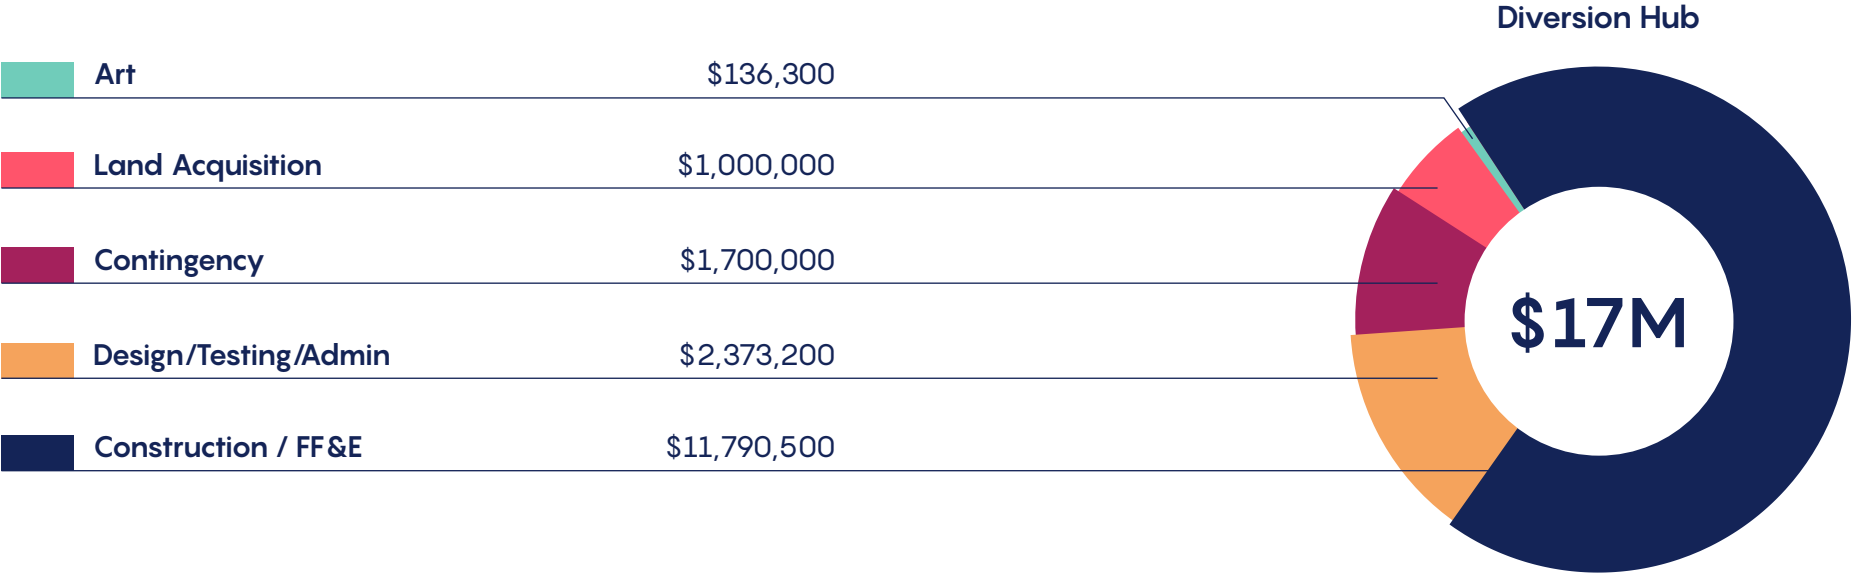 Diversion Hub
Art $136,300
Land Acquisition $1,000,000
Contingency $1,700,000
$17M
Design/Testing/Admin $2,373,200
Construction / FF&E $11,790,500